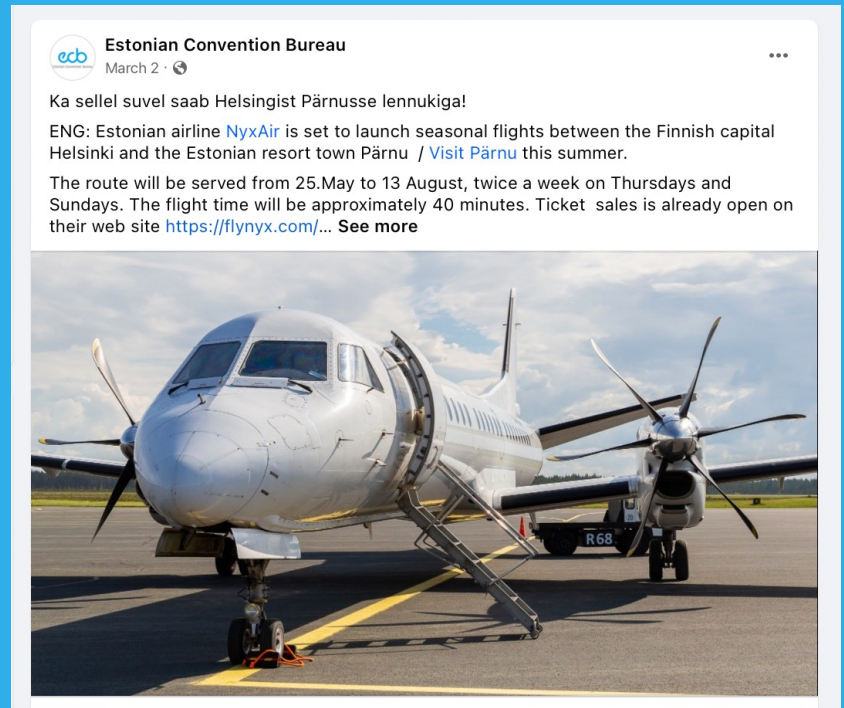 ecb
Estonian Convention Bureau
March 2 ·
Ka sellel suvel saab Helsingist Pärnusse lennukiga!
ENG: Estonian airline NyxAir is set to launch seasonal flights between the Finnish capital
Helsinki and the Estonian resort town Pärnu / Visit Pärnu this summer.
The route will be served from 25.May to 13 August, twice a week on Thursdays and
Sundays. The flight time will be approximately 40 minutes. Ticket sales is already open on
their web site https://flynyx.com/... See more
R68